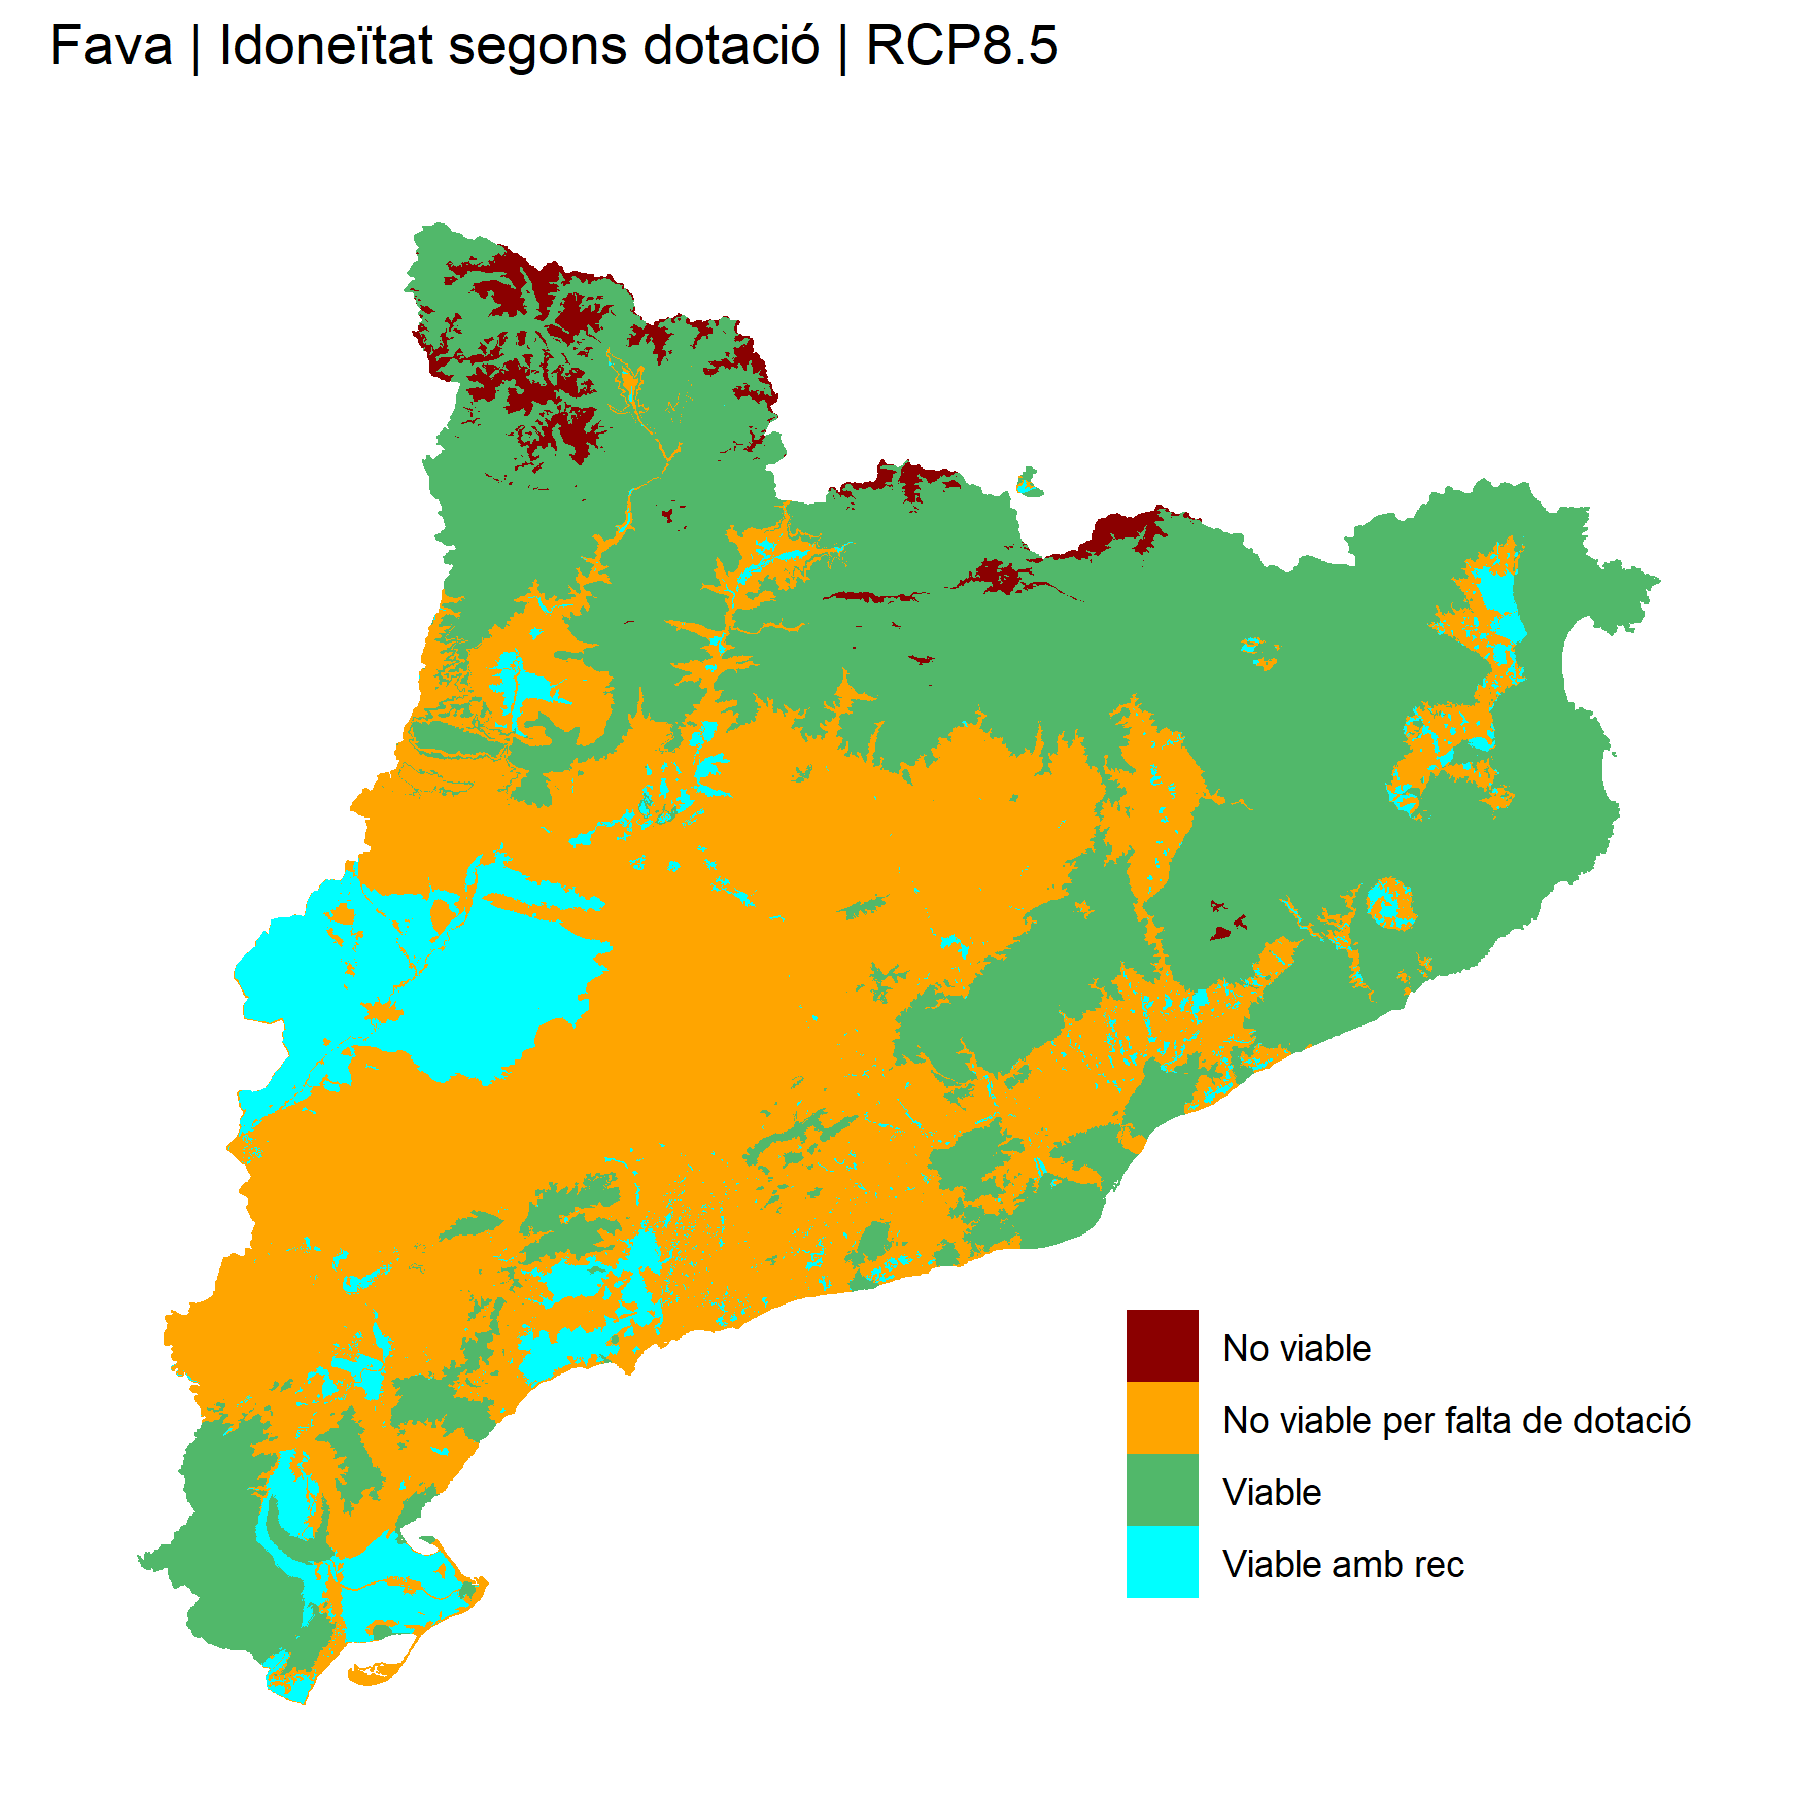 Fava | Idoneïtat segons dotació | RCP8.5
No viable
No viable per falta de dotació
Viable
Viable amb rec